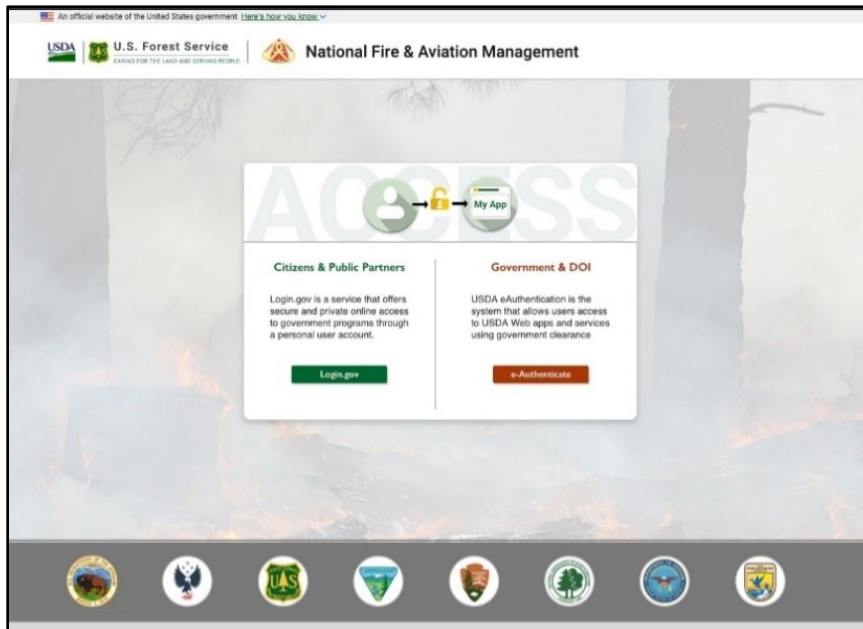 An official website of the United States government Here's how you know
USDA
U.S. Forest Service
CARING FOR THE LAND AND SERVING PEOPLE
National Fire & Aviation Management
ACCESS
My App
Citizens & Public Partners
Login.gov is a service that offers
secure and private online access
to government programs through
a personal user account.
Login.gov
Government & DOI
USDA eAuthentication is the
system that allows users access
to USDA Web apps and services
using government clearance
e-Authenticate
UAS